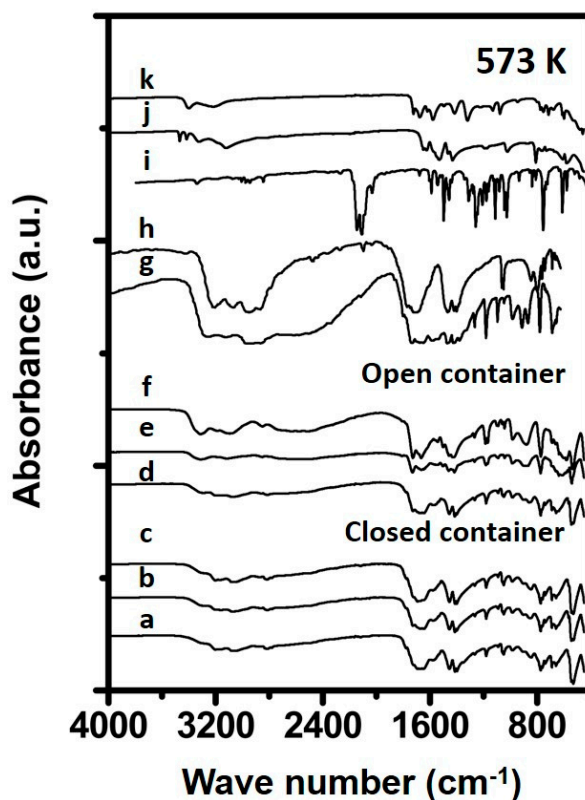 573 K
k
j
i
h
g
Open container
f
e
d
Closed container
c
b
a
Absorbance (a.u.)
4000 3200 2400 1600 800
Wave number (cm⁻¹)